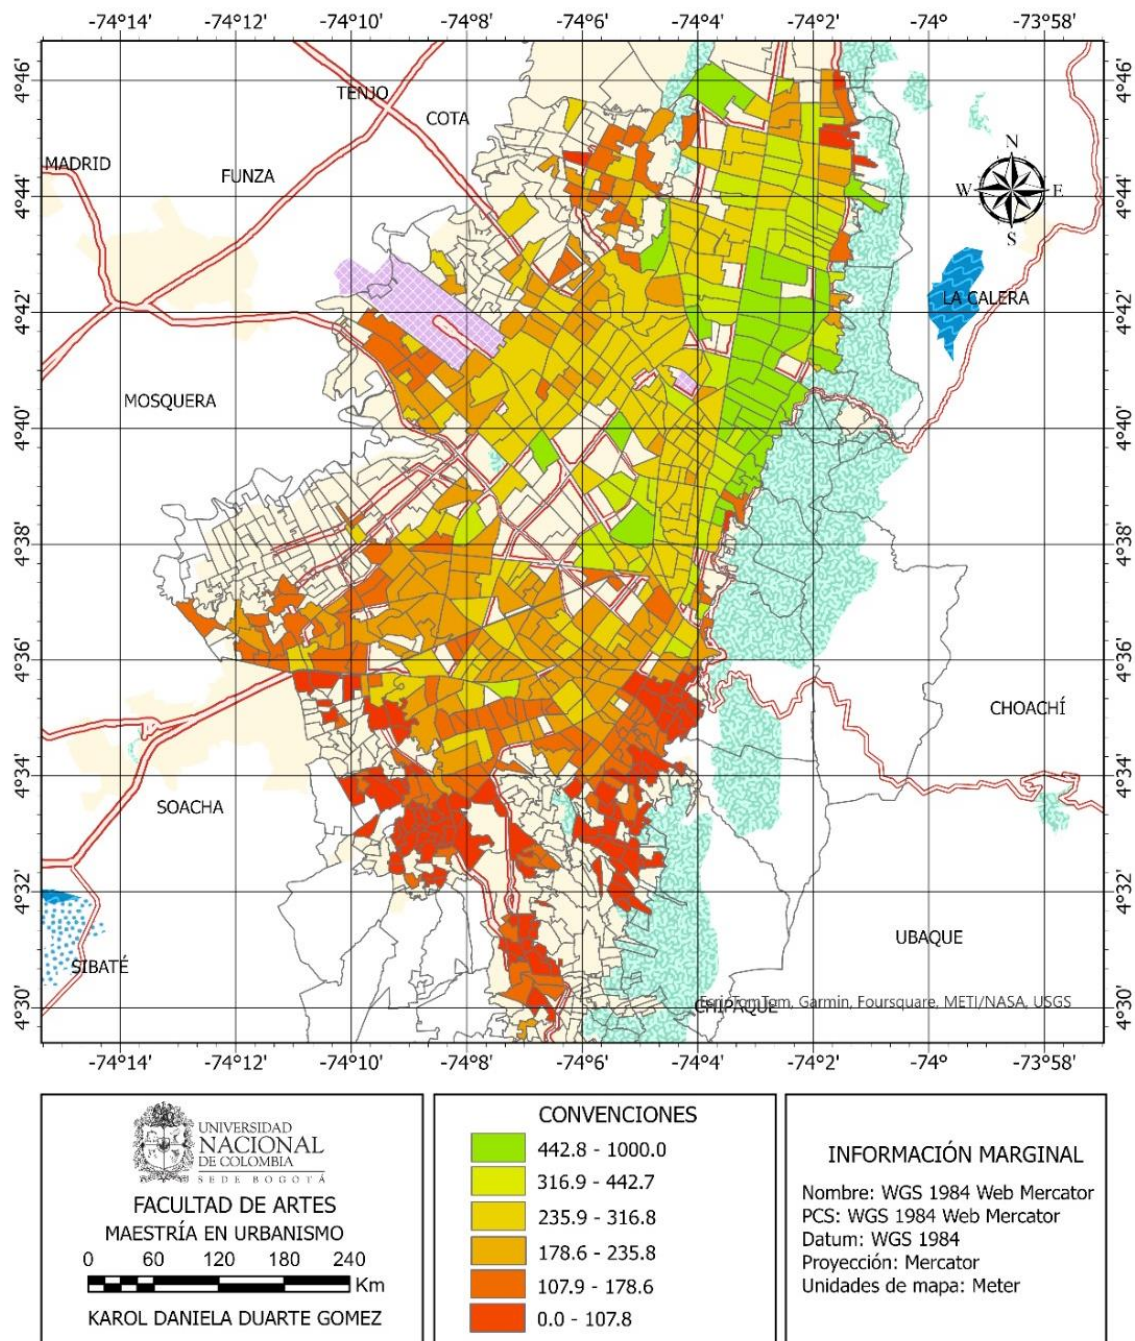 -74°14' -74°12' -74°10' -74°8' -74°6' -74°4' -74°2' -74° -73°58'
4°46' 4°46'
TENJO
COTA
MADRID
FUNZA
N
W E
S
4°44' 4°44'
4°42' 4°42'
LA CALERA
MOSQUERA
4°40' 4°40'
4°38' 4°38'
4°36' 4°36'
CHOACHÍ
4°34' 4°34'
SOACHA
4°32' 4°32'
UBAQUE
SIBATÉ
4°30' 4°30'
CHIPAQUE
Esri, TomTom, Garmin, Foursquare, METI/NASA, USGS
-74°14' -74°12' -74°10' -74°8' -74°6' -74°4' -74°2' -74° -73°58'
UNIVERSIDAD
NACIONAL
DE COLOMBIA
SEDE BOGOTÁ
FACULTAD DE ARTES
MAESTRÍA EN URBANISMO
0 60 120 180 240
Km
KAROL DANIELA DUARTE GOMEZ
CONVENCIONES
442.8 - 1000.0
316.9 - 442.7
235.9 - 316.8
178.6 - 235.8
107.9 - 178.6
0.0 - 107.8
INFORMACIÓN MARGINAL
Nombre: WGS 1984 Web Mercator
PCS: WGS 1984 Web Mercator
Datum: WGS 1984
Proyección: Mercator
Unidades de mapa: Meter